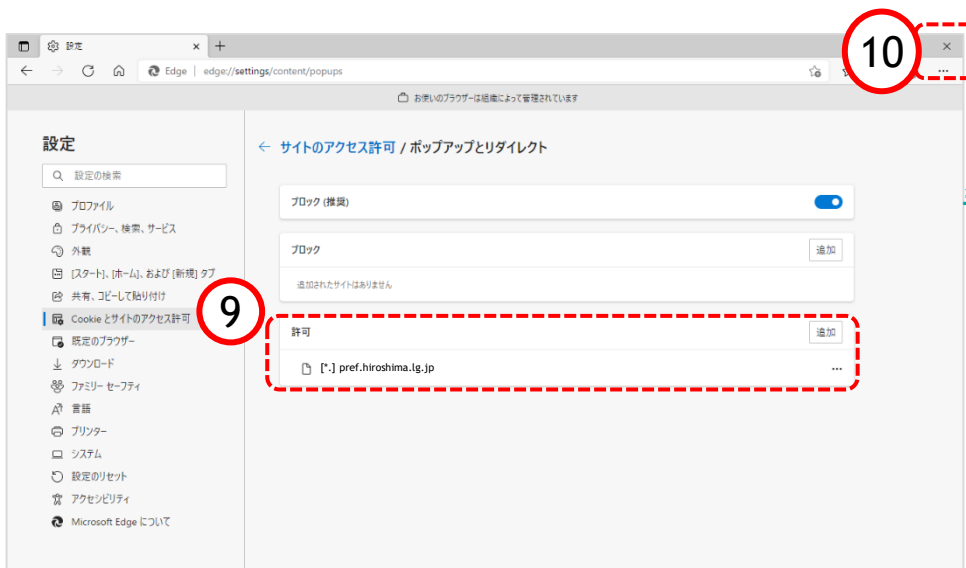 設定
10
Edge | edge://settings/content/popups
お使いのブラウザーは組織によって管理されています
設定
設定の検索
プロファイル
プライバシー、検索、サービス
外観
[スタート]、[ホーム]、および [新規] タブ
共有、コピーして貼り付け
Cookie とサイトのアクセス許可
既定のブラウザー
ダウンロード
ファミリー セーフティ
言語
プリンター
システム
設定のリセット
アクセシビリティ
Microsoft Edge について
サイトのアクセス許可 / ポップアップとリダイレクト
ブロック (推奨)
ブロック
追加
追加されたサイトはありません
9
許可
追加
[*.] pref.hiroshima.lg.jp